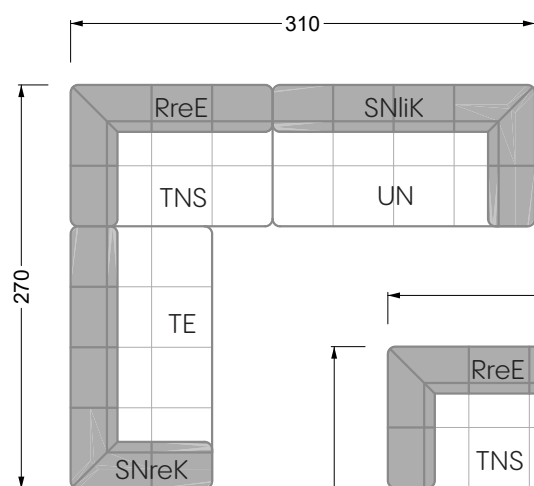 310
RreE SNliK
TNS UN
270
TE
RreE
TNS
SNreK